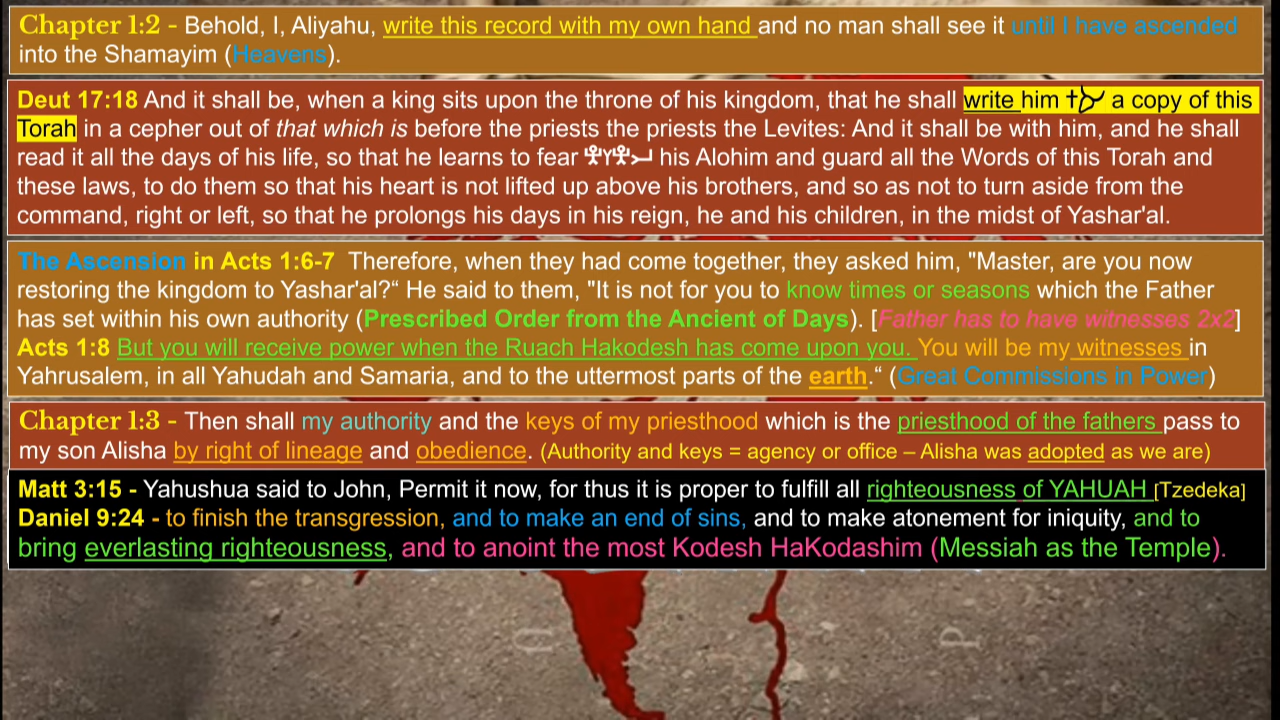 Chapter 1:2 - Behold, I, Aliyahu, write this record with my own hand and no man shall see it until I have ascended
into the Shamayim (Heavens).
Deut 17:18 And it shall be, when a king sits upon the throne of his kingdom, that he shall write him a copy of this
Torah in a cepher out of that which is before the priests the priests the Levites: And it shall be with him, and he shall
read it all the days of his life, so that he learns to fear 𐤉𐤄𐤅𐤄 his Alohim and guard all the Words of this Torah and
these laws, to do them so that his heart is not lifted up above his brothers, and so as not to turn aside from the
command, right or left, so that he prolongs his days in his reign, he and his children, in the midst of Yashar'al.
The Ascension in Acts 1:6-7 Therefore, when they had come together, they asked him, "Master, are you now
restoring the kingdom to Yashar'al?“ He said to them, "It is not for you to know times or seasons which the Father
has set within his own authority (Prescribed Order from the Ancient of Days). [Father has to have witnesses 2x2]
Acts 1:8 But you will receive power when the Ruach Hakodesh has come upon you. You will be my witnesses in
Yahrusalem, in all Yahudah and Samaria, and to the uttermost parts of the earth.“ (Great Commissions in Power)
Chapter 1:3 - Then shall my authority and the keys of my priesthood which is the priesthood of the fathers pass to
my son Alisha by right of lineage and obedience. (Authority and keys = agency or office – Alisha was adopted as we are)
Matt 3:15 - Yahushua said to John, Permit it now, for thus it is proper to fulfill all righteousness of YAHUAH [Tzedeka]
Daniel 9:24 - to finish the transgression, and to make an end of sins, and to make atonement for iniquity, and to
bring everlasting righteousness, and to anoint the most Kodesh HaKodashim (Messiah as the Temple).